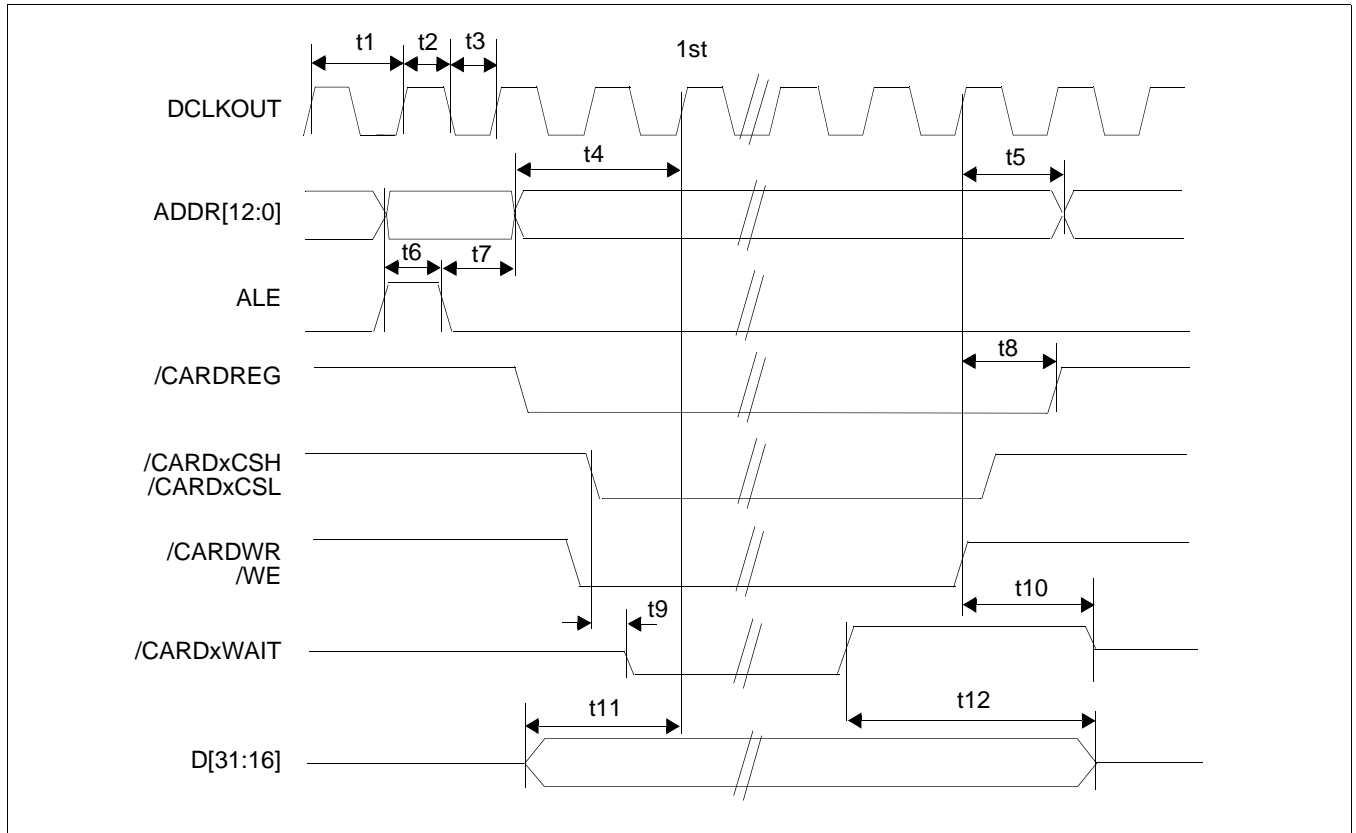 t1
t2
t3
1st
DCLKOUT
t4
t5
ADDR[12:0]
t6
t7
ALE
t8
/CARDREG
/CARDxCSH
/CARDxCSL
/CARDWR
/WE
t9
t10
/CARDxWAIT
t11
t12
D[31:16]